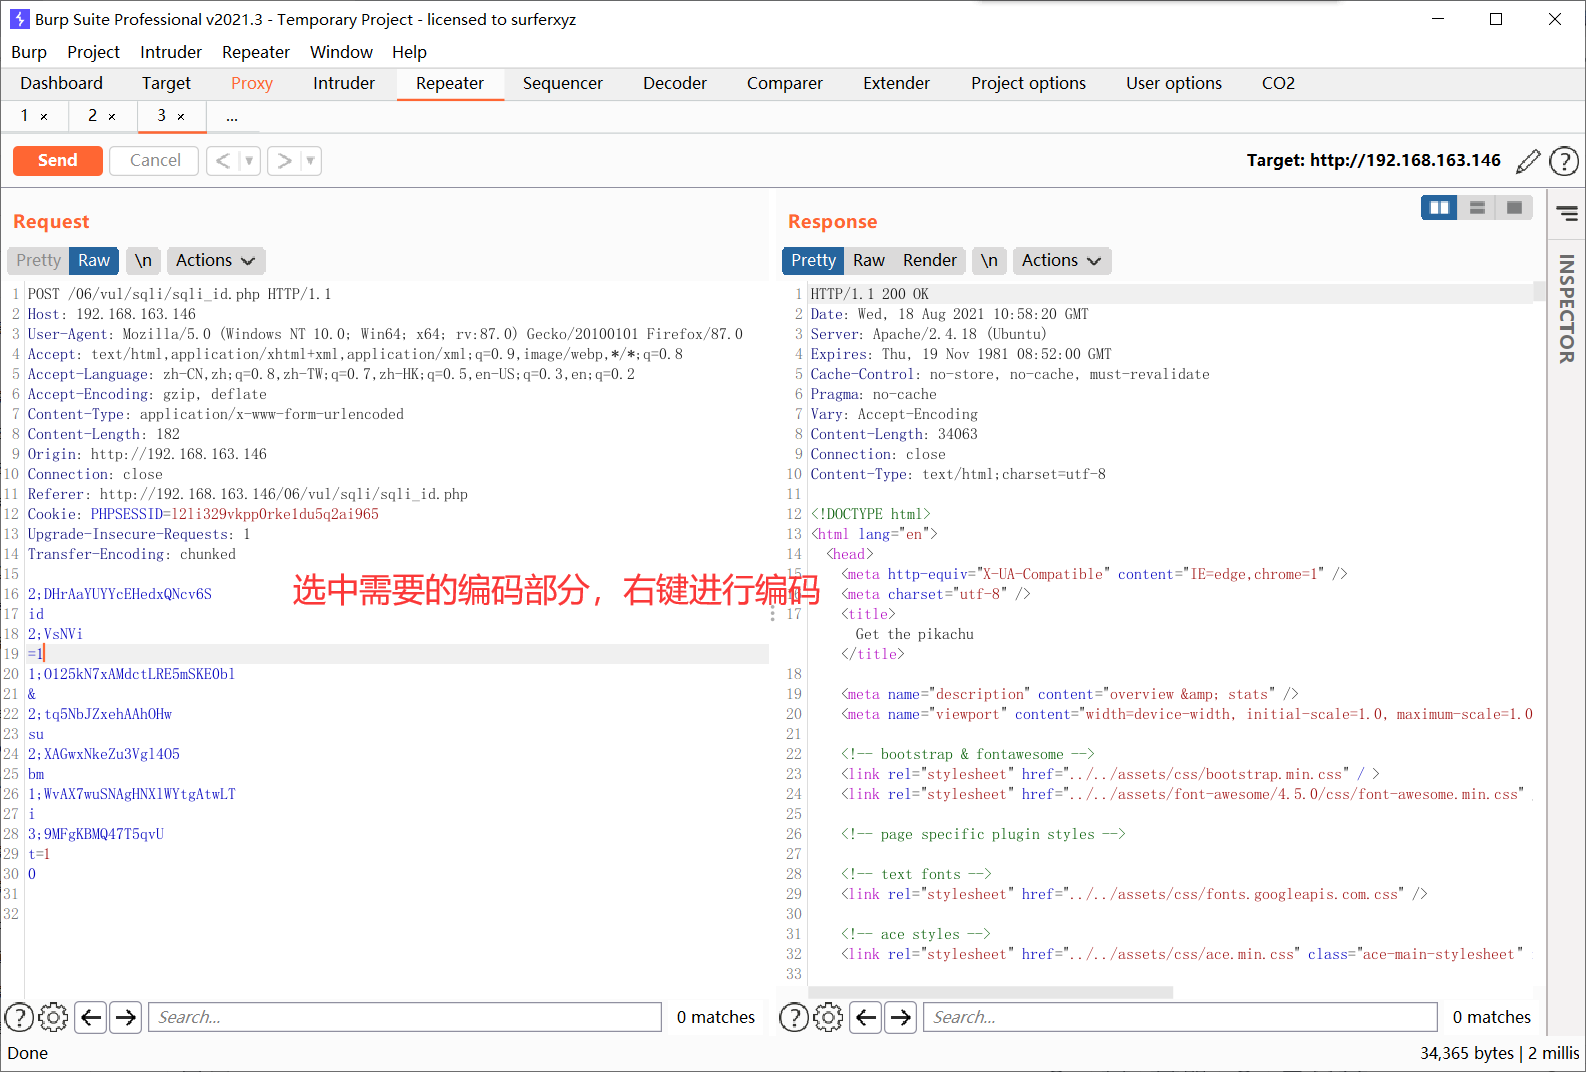 Burp Suite Professional v2021.3 - Temporary Project - licensed to surferxyz
Burp Project Intruder Repeater Window Help
Dashboard Target Proxy Intruder Repeater Sequencer Decoder Comparer Extender Project options User options CO2
1 × 2 × 3 × ...
Send Cancel < > Target: http://192.168.163.146
Request
Pretty Raw \n Actions
1 POST /06/vul/sqli/sqli_id.php HTTP/1.1
2 Host: 192.168.163.146
3 User-Agent: Mozilla/5.0 (Windows NT 10.0; Win64; x64; rv:87.0) Gecko/20100101 Firefox/87.0
4 Accept: text/html,application/xhtml+xml,application/xml;q=0.9,image/webp,*/*;q=0.8
5 Accept-Language: zh-CN,zh;q=0.8,zh-TW;q=0.7,zh-HK;q=0.5,en-US;q=0.3,en;q=0.2
6 Accept-Encoding: gzip, deflate
7 Content-Type: application/x-www-form-urlencoded
8 Content-Length: 182
9 Origin: http://192.168.163.146
10 Connection: close
11 Referer: http://192.168.163.146/06/vul/sqli/sqli_id.php
12 Cookie: PHPSESSID=l2li329vkpp0rke1du5q2ai965
13 Upgrade-Insecure-Requests: 1
14 Transfer-Encoding: chunked
15
16 2;DHrAaYUYYcEHedxQNcv6S
17 id
18 2;VsNVi
19 =1
20 1;O125kN7xAMdctLRE5mSKE0bl
21 &
22 2;tq5NbJZxehAAhOHw
23 su
24 2;XAGwxNkeZu3Vgl4O5
25 bm
26 1;WvAX7wuSNAgHNXlWYtgAtwLT
27 i
28 3;9MFgKBMQ47T5qvU
29 t=1
30 0
31
32
选中需要的编码部分，右键进行编码
Search... 0 matches
Response
Pretty Raw Render \n Actions
1 HTTP/1.1 200 OK
2 Date: Wed, 18 Aug 2021 10:58:20 GMT
3 Server: Apache/2.4.18 (Ubuntu)
4 Expires: Thu, 19 Nov 1981 08:52:00 GMT
5 Cache-Control: no-store, no-cache, must-revalidate
6 Pragma: no-cache
7 Vary: Accept-Encoding
8 Content-Length: 34063
9 Connection: close
10 Content-Type: text/html;charset=utf-8
11
12 <!DOCTYPE html>
13 <html lang="en">
14 <head>
15 <meta http-equiv="X-UA-Compatible" content="IE=edge,chrome=1" />
16 <meta charset="utf-8" />
17 <title>
Get the pikachu
</title>
18
19 <meta name="description" content="overview &amp; stats" />
20 <meta name="viewport" content="width=device-width, initial-scale=1.0, maximum-scale=1.0
21
22 <!-- bootstrap & fontawesome -->
23 <link rel="stylesheet" href="../../assets/css/bootstrap.min.css" / >
24 <link rel="stylesheet" href="../../assets/font-awesome/4.5.0/css/font-awesome.min.css"
25
26 <!-- page specific plugin styles -->
27
28 <!-- text fonts -->
29 <link rel="stylesheet" href="../../assets/css/fonts.googleapis.com.css" />
30
31 <!-- ace styles -->
32 <link rel="stylesheet" href="../../assets/css/ace.min.css" class="ace-main-stylesheet"
33
Search... 0 matches
INSPECTOR
Done 34,365 bytes | 2 millis